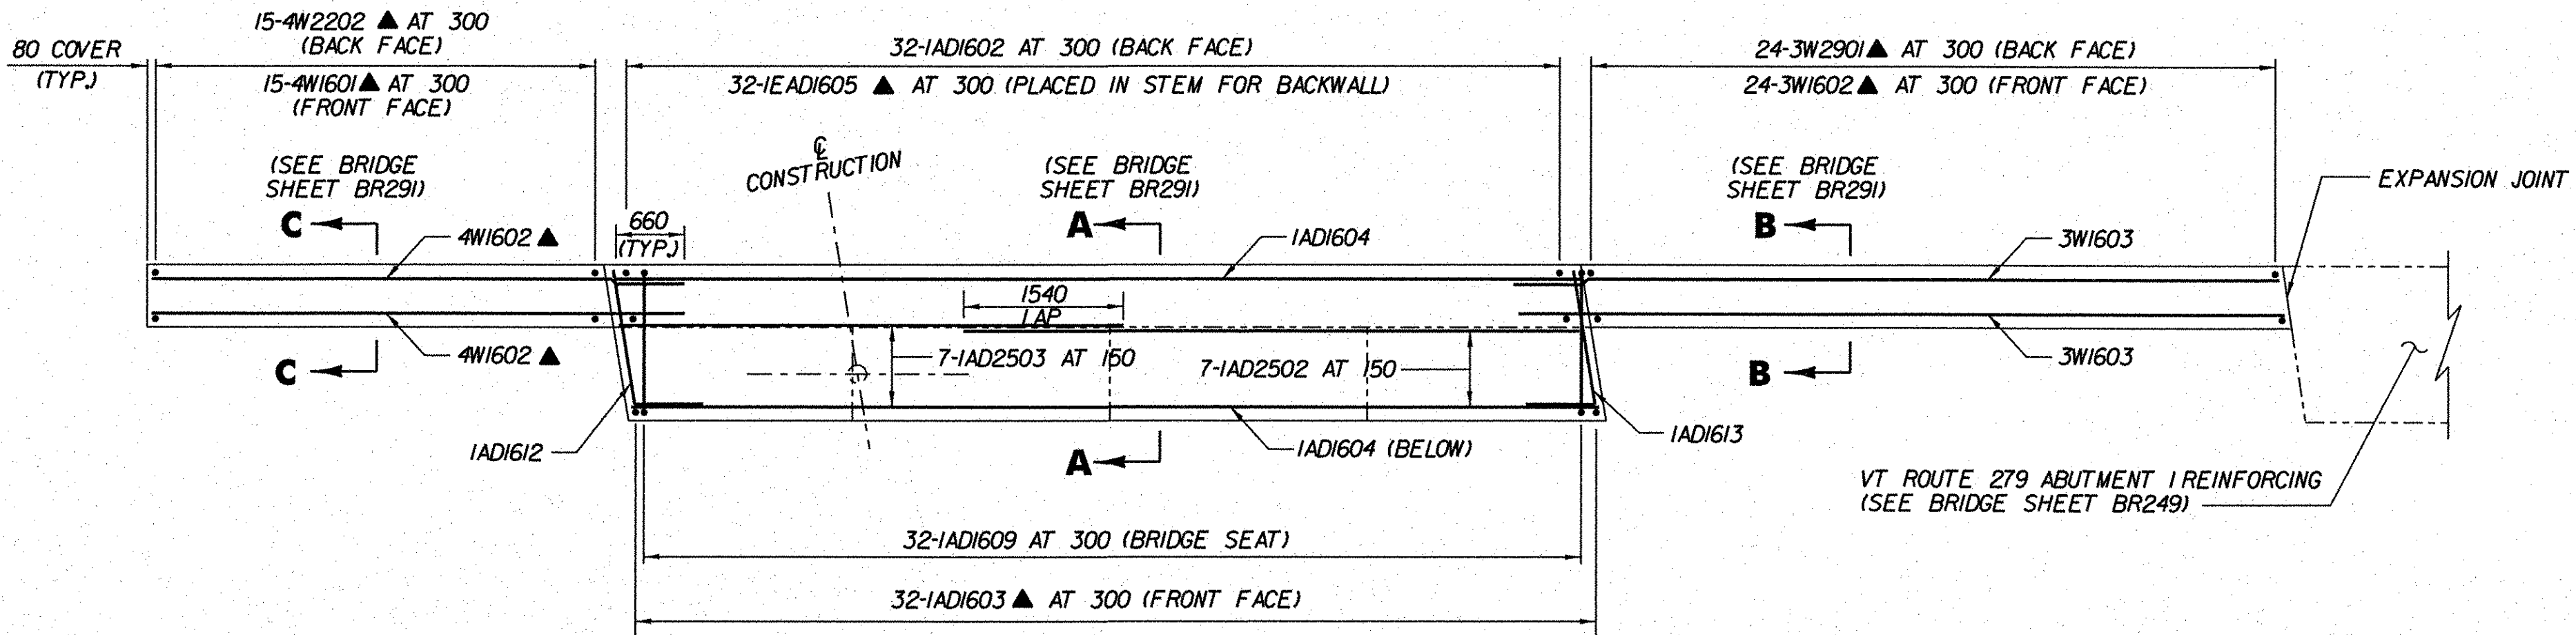 15-4W2202 ▲ AT 300
(BACK FACE)
80 COVER
(TYP.)
15-4W1601 ▲ AT 300
(FRONT FACE)
32-1AD1602 AT 300 (BACK FACE)
32-1EAD1605 ▲ AT 300 (PLACED IN STEM FOR BACKWALL)
24-3W2901 ▲ AT 300 (BACK FACE)
24-3W1602 ▲ AT 300 (FRONT FACE)
(SEE BRIDGE
SHEET BR291)
C
℄
CONSTRUCTION
(SEE BRIDGE
SHEET BR291)
A
(SEE BRIDGE
SHEET BR291)
B
EXPANSION JOINT
4W1602 ▲
660
(TYP.)
1AD1604
3W1603
1540
LAP
4W1602 ▲
C
7-1AD2503 AT 150
7-1AD2502 AT 150
3W1603
B
1AD1612
A
1AD1604 (BELOW)
1AD1613
VT ROUTE 279 ABUTMENT 1 REINFORCING
(SEE BRIDGE SHEET BR249)
32-1AD1609 AT 300 (BRIDGE SEAT)
32-1AD1603 ▲ AT 300 (FRONT FACE)